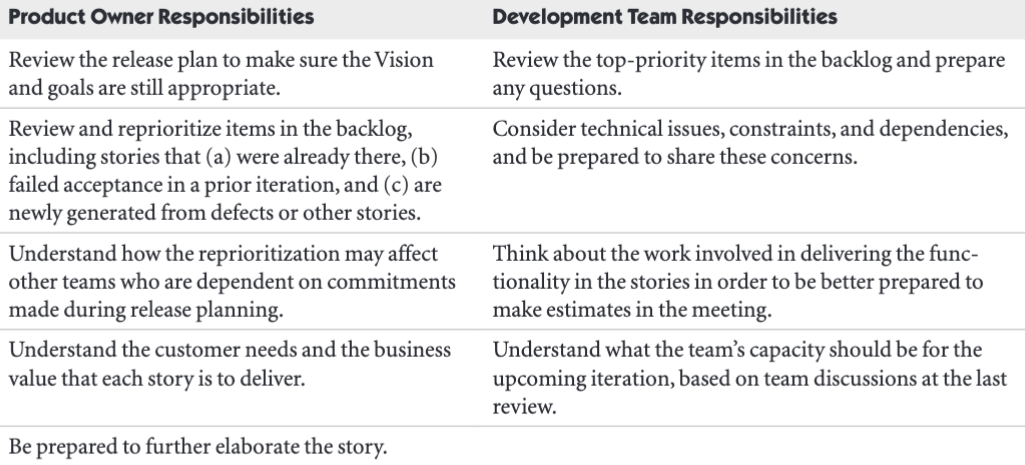 Product Owner Responsibilities
Development Team Responsibilities
Review the release plan to make sure the Vision
and goals are still appropriate.
Review the top-priority items in the backlog and prepare
any questions.
Review and reprioritize items in the backlog,
including stories that (a) were already there, (b)
failed acceptance in a prior iteration, and (c) are
newly generated from defects or other stories.
Consider technical issues, constraints, and dependencies,
and be prepared to share these concerns.
Understand how the reprioritization may affect
other teams who are dependent on commitments
made during release planning.
Think about the work involved in delivering the func-
tionality in the stories in order to be better prepared to
make estimates in the meeting.
Understand the customer needs and the business
value that each story is to deliver.
Understand what the team’s capacity should be for the
upcoming iteration, based on team discussions at the last
review.
Be prepared to further elaborate the story.